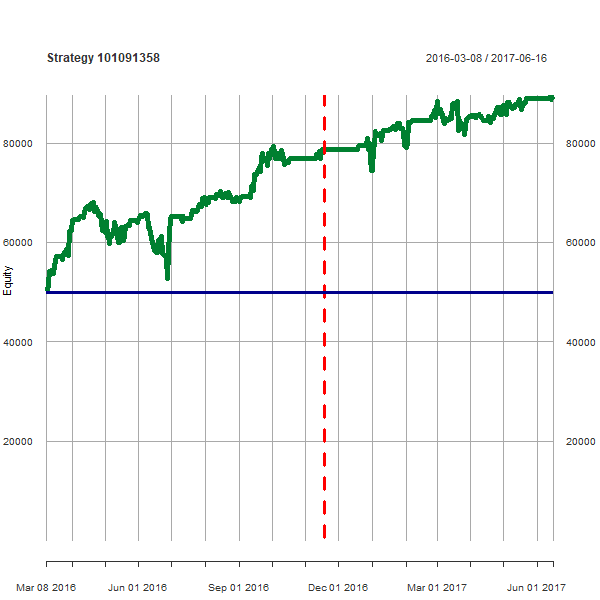 Strategy 101091358
2016-03-08 / 2017-06-16
80000 80000
60000 60000
Equity
40000 40000
20000 20000
Mar 08 2016 Jun 01 2016 Sep 01 2016 Dec 01 2016 Mar 01 2017 Jun 01 2017